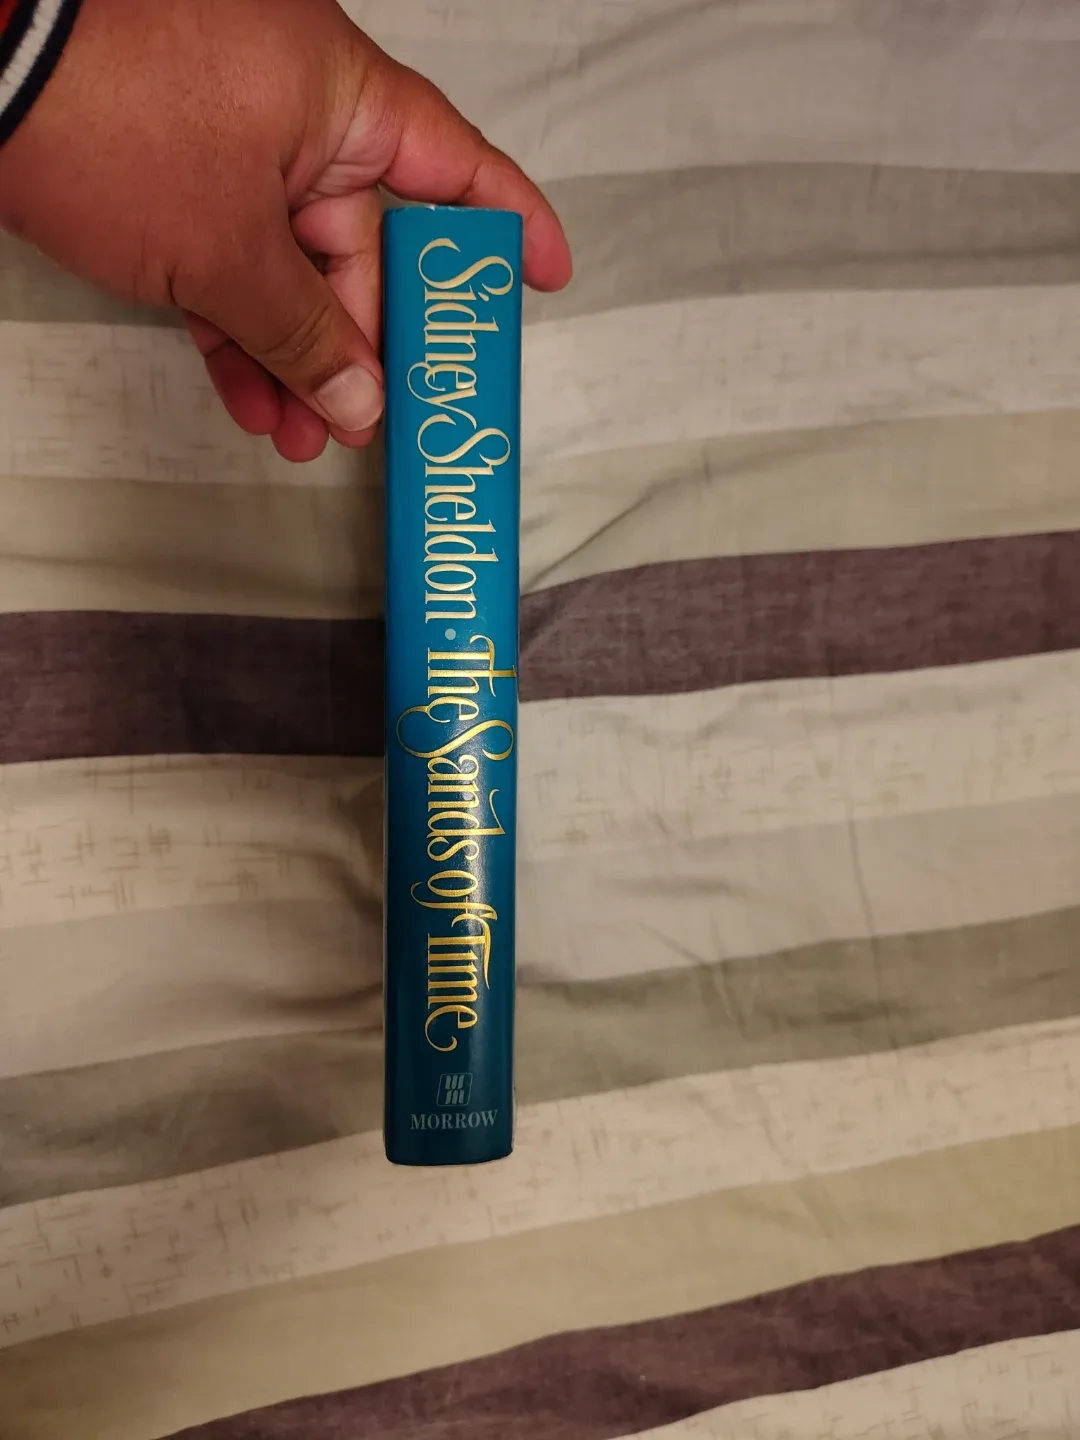 Sidney Sheldon • The Sands of Time
MORROW